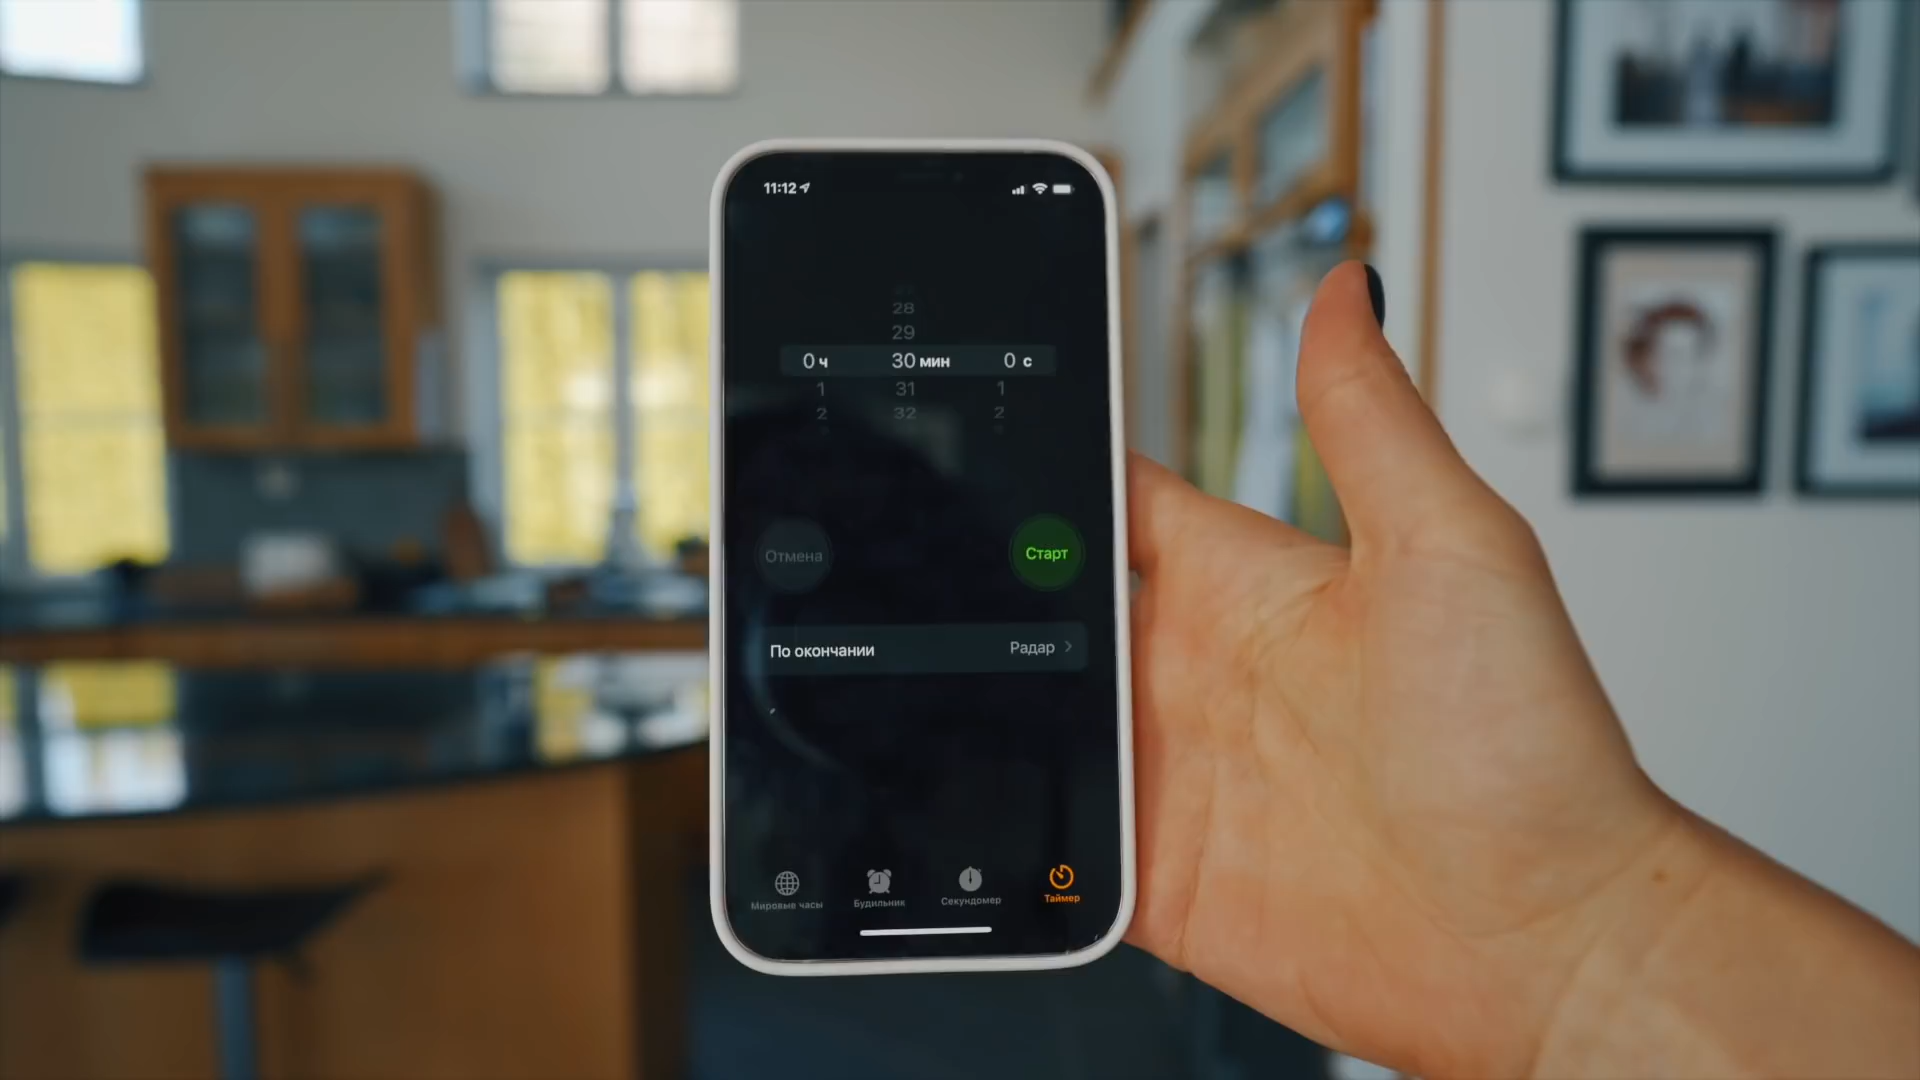 11:12
28
29
0 ч 30 мин 0 с
1 31 1
2 32 2
Отмена Старт
По окончании Радар
Мировые часы Будильник Секундомер Таймер